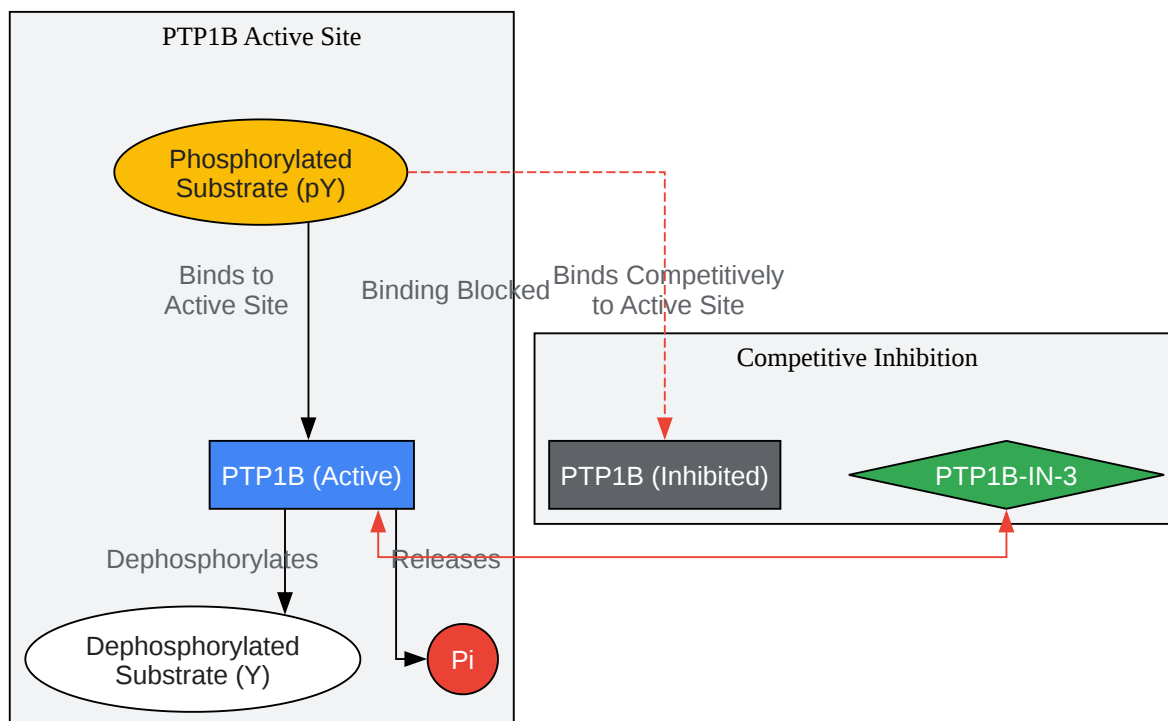 PTP1B Active Site
Phosphorylated
Substrate (pY)
Binds to
Active Site
Binding Blocked
Binds Competitively
to Active Site
Competitive Inhibition
PTP1B (Active)
PTP1B (Inhibited)
PTP1B-IN-3
Dephosphorylates
Releases
Dephosphorylated
Substrate (Y)
Pi